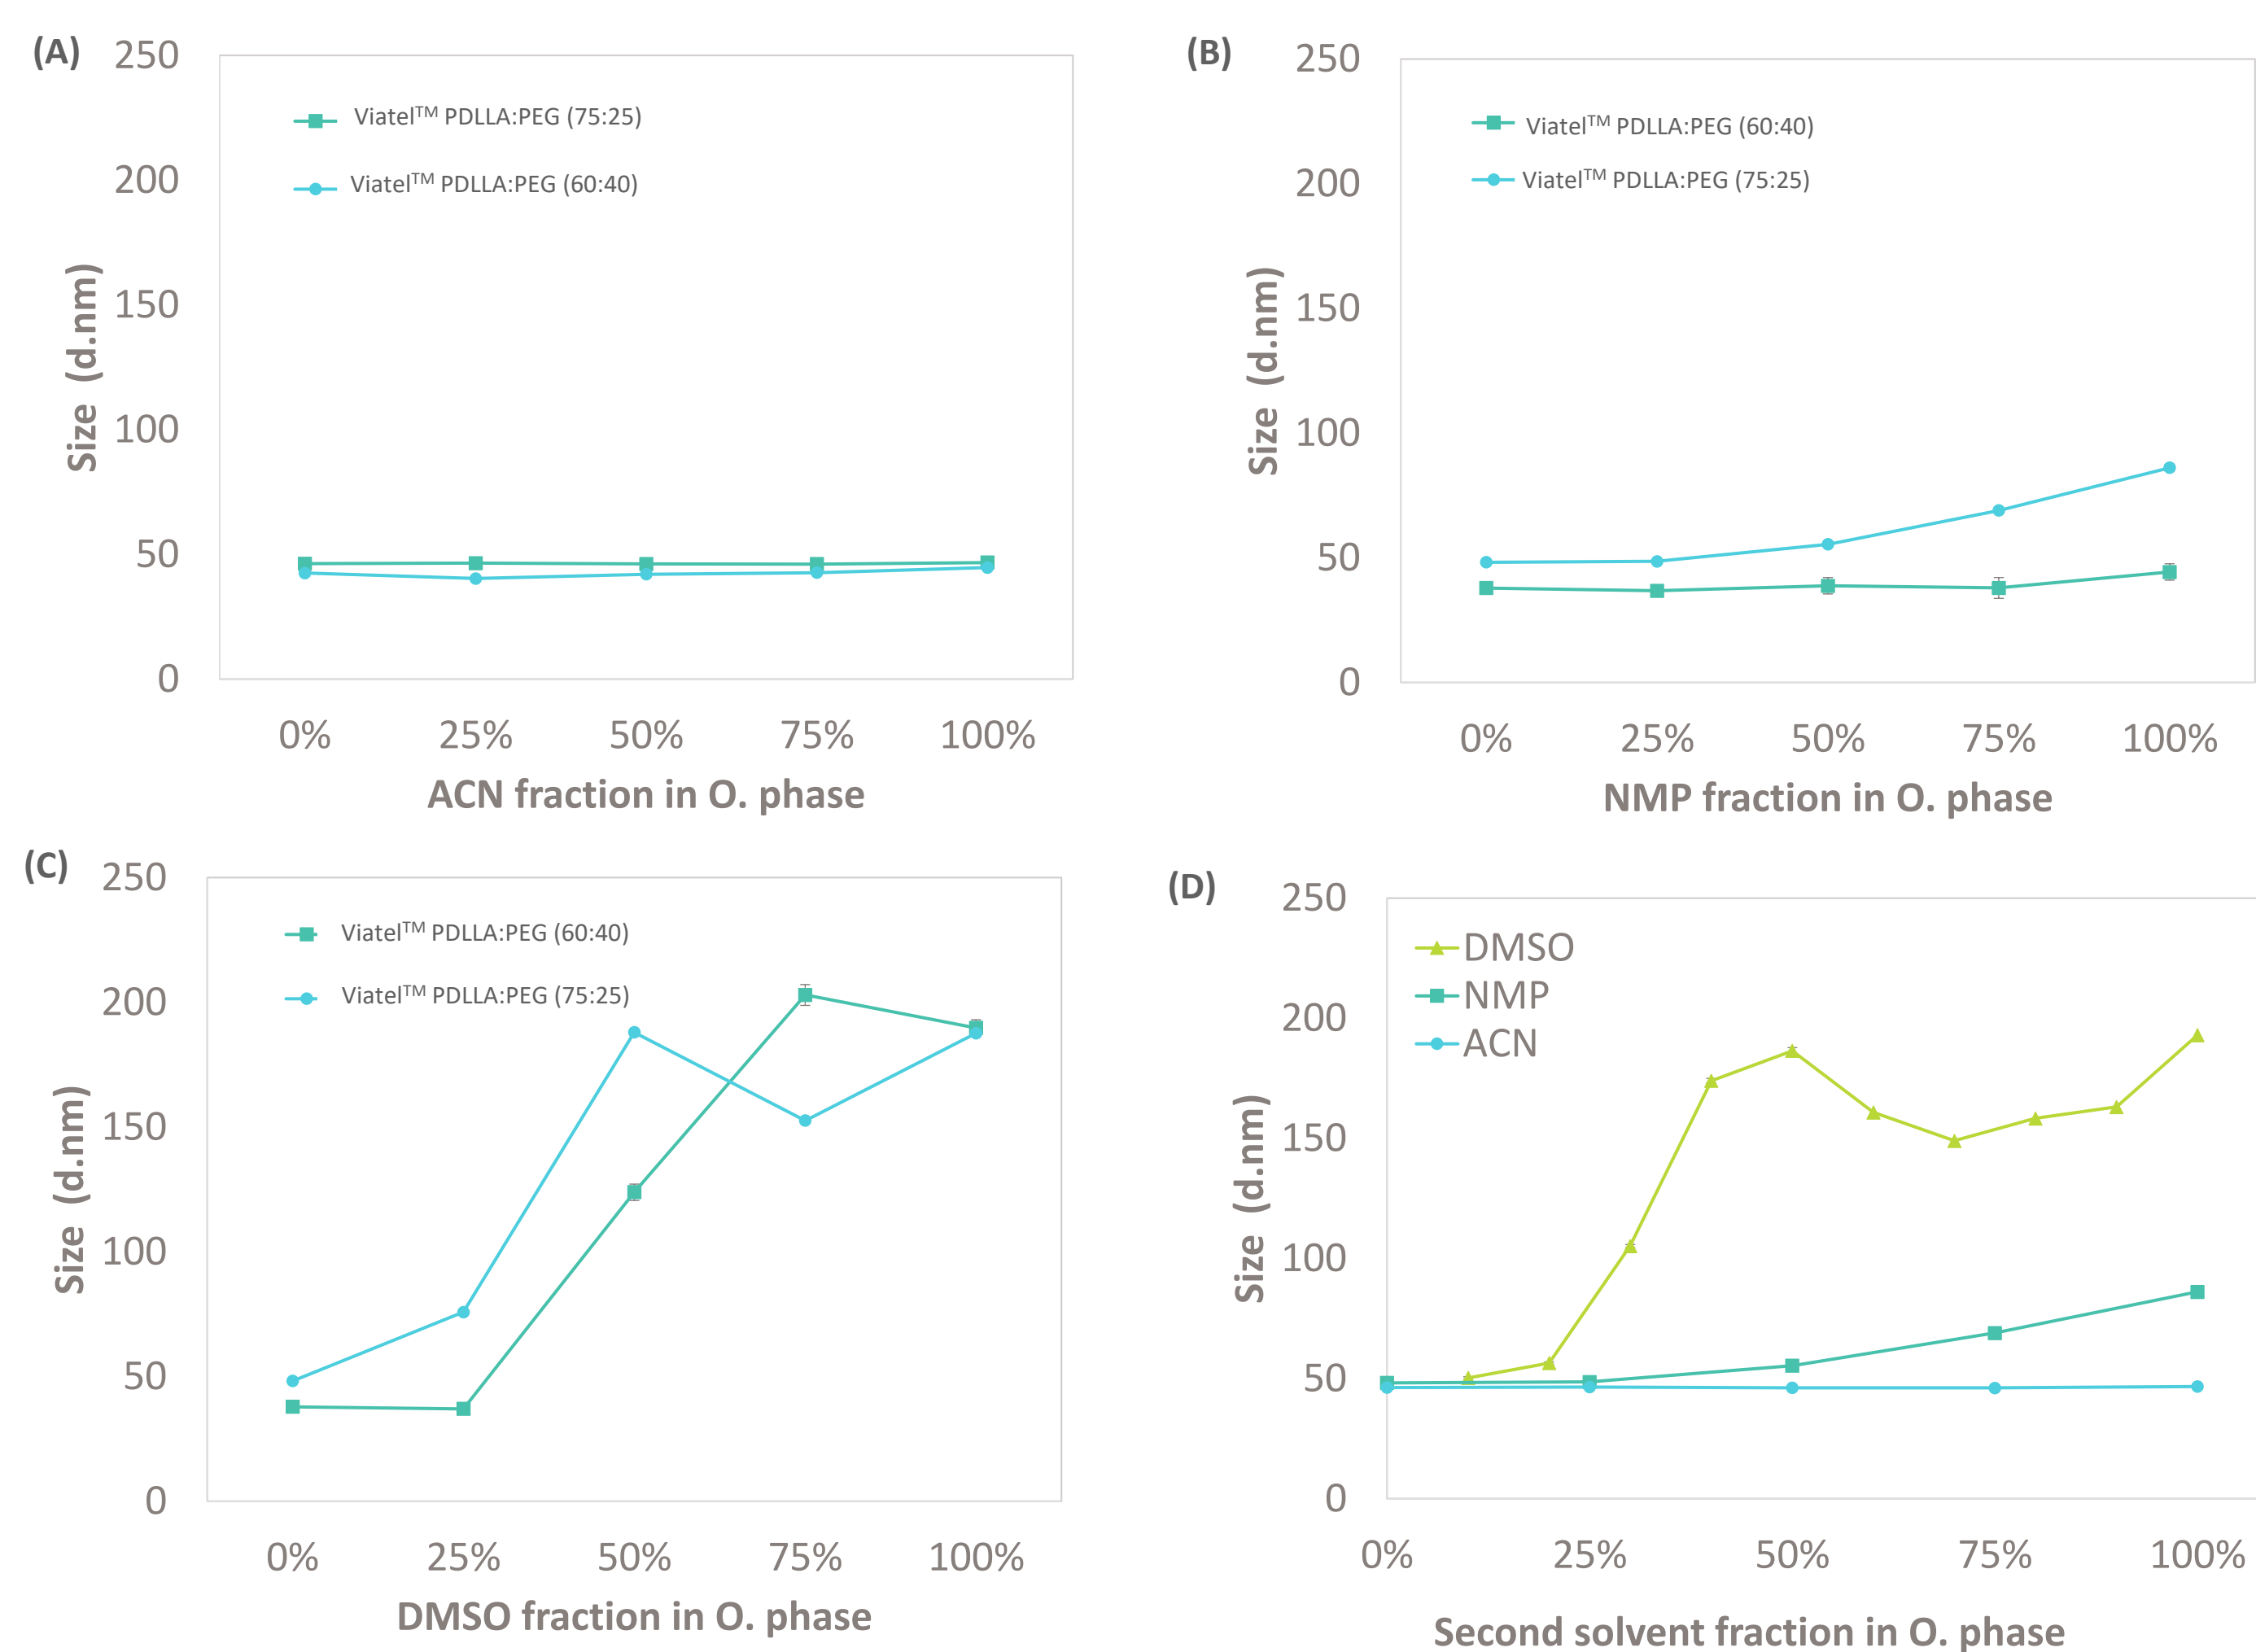 (A)
250
200
150
100
50
0
Size (d.nm)
Viatel™ PDLLA:PEG (75:25)
Viatel™ PDLLA:PEG (60:40)
0% 25% 50% 75% 100%
ACN fraction in O. phase
(B)
250
200
150
100
50
0
Size (d.nm)
Viatel™ PDLLA:PEG (60:40)
Viatel™ PDLLA:PEG (75:25)
0% 25% 50% 75% 100%
NMP fraction in O. phase
(C)
250
200
150
100
50
0
Size (d.nm)
Viatel™ PDLLA:PEG (60:40)
Viatel™ PDLLA:PEG (75:25)
0% 25% 50% 75% 100%
DMSO fraction in O. phase
(D)
250
200
150
100
50
0
Size (d.nm)
DMSO
NMP
ACN
0% 25% 50% 75% 100%
Second solvent fraction in O. phase